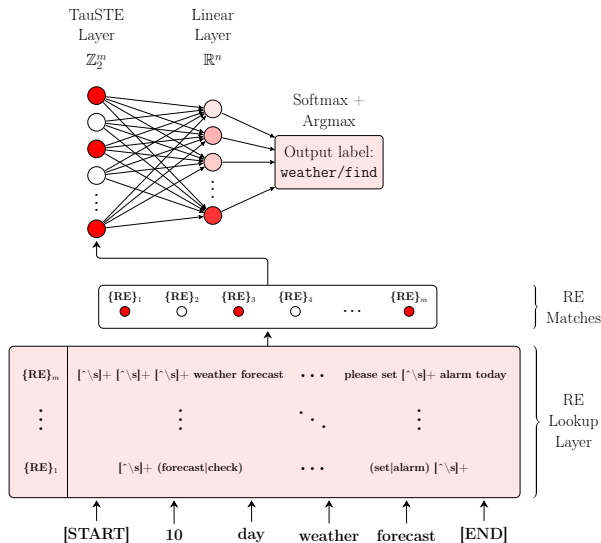 TauSTE
Layer
ℤ₂ᵐ
Linear
Layer
ℝⁿ
Softmax +
Argmax
Output label:
weather/find
{RE}₁ {RE}₂ {RE}₃ {RE}₄ ... {RE}ₘ
RE
Matches
{RE}ₘ [^\s]+ [^\s]+ [^\s]+ weather forecast ... please set [^\s]+ alarm today
{RE}₁ [^\s]+ (forecast|check) ... (set|alarm) [^\s]+
RE
Lookup
Layer
[START] 10 day weather forecast [END]